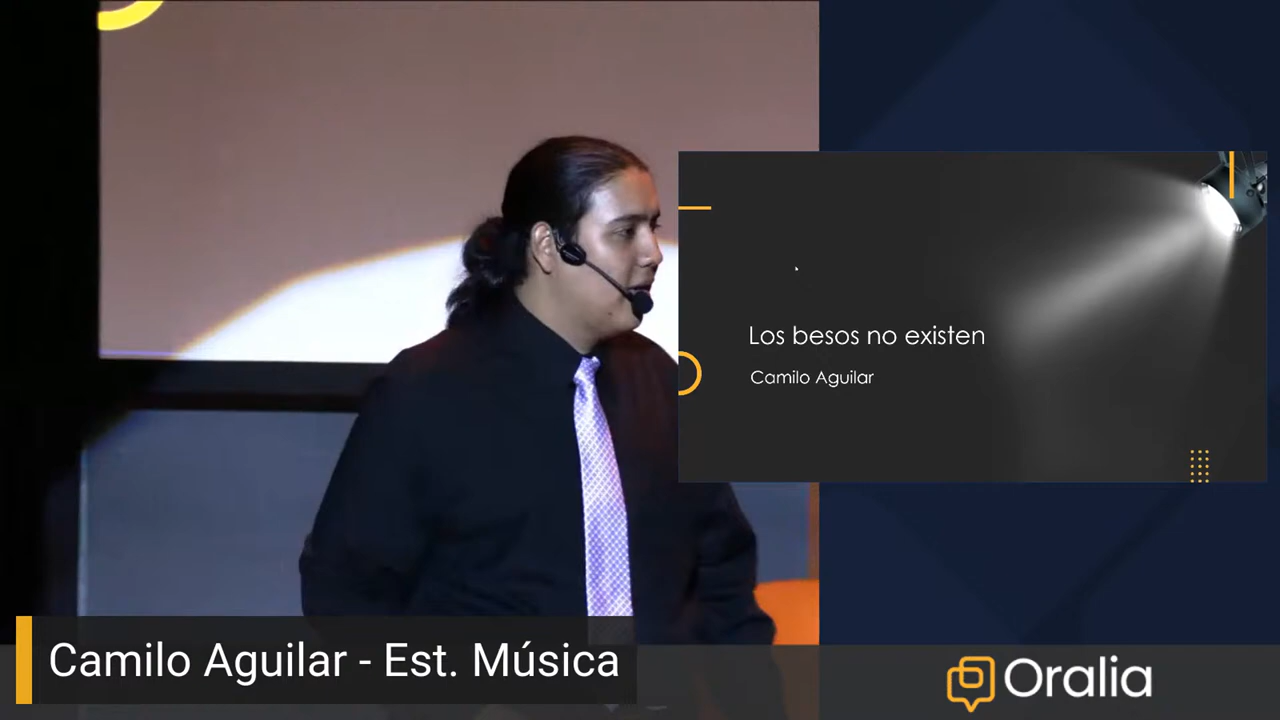 Los besos no existen
Camilo Aguilar
Camilo Aguilar - Est. Música
Oralia